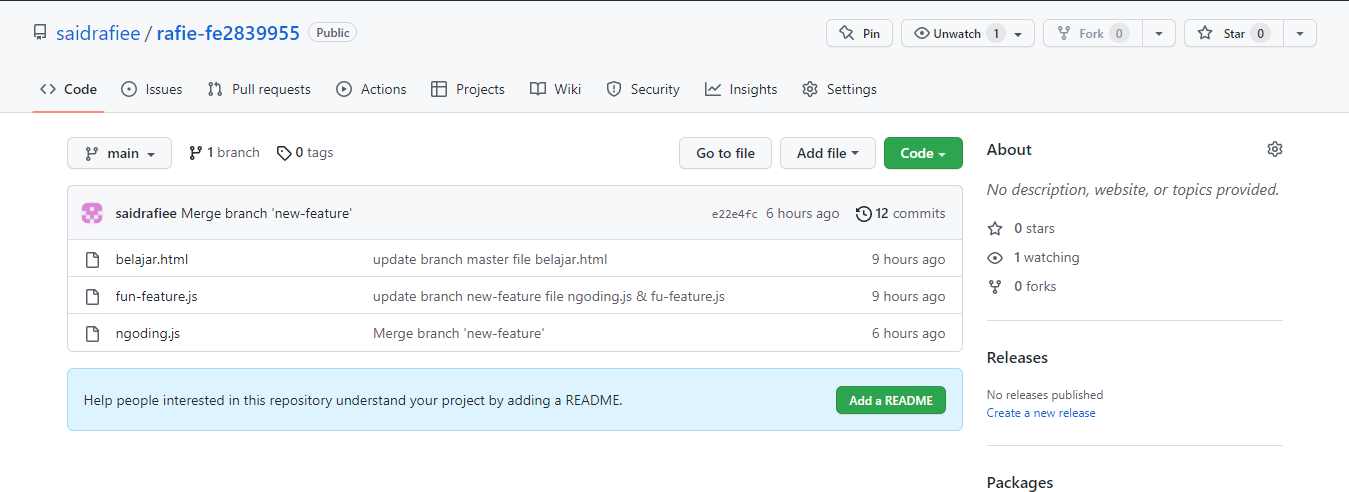 saidrafiee / rafie-fe2839955 Public
Pin Unwatch 1 Fork 0 Star 0
Code Issues Pull requests Actions Projects Wiki Security Insights Settings
main 1 branch 0 tags Go to file Add file Code
saidrafiee Merge branch 'new-feature' e22e4fc 6 hours ago 12 commits
belajar.html update branch master file belajar.html 9 hours ago
fun-feature.js update branch new-feature file ngoding.js & fu-feature.js 9 hours ago
ngoding.js Merge branch 'new-feature' 6 hours ago
Help people interested in this repository understand your project by adding a README. Add a README
About
No description, website, or topics provided.
0 stars
1 watching
0 forks
Releases
No releases published
Create a new release
Packages